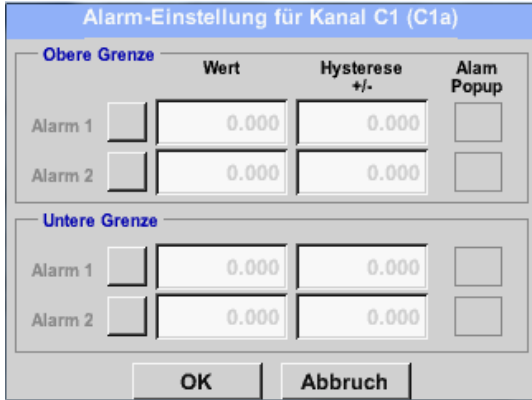 Alarm-Einstellung für Kanal C1 (C1a)
Obere Grenze
Wert Hysterese +/- Alam Popup
Alarm 1 0.000 0.000
Alarm 2 0.000 0.000
Untere Grenze
Alarm 1 0.000 0.000
Alarm 2 0.000 0.000
OK Abbruch